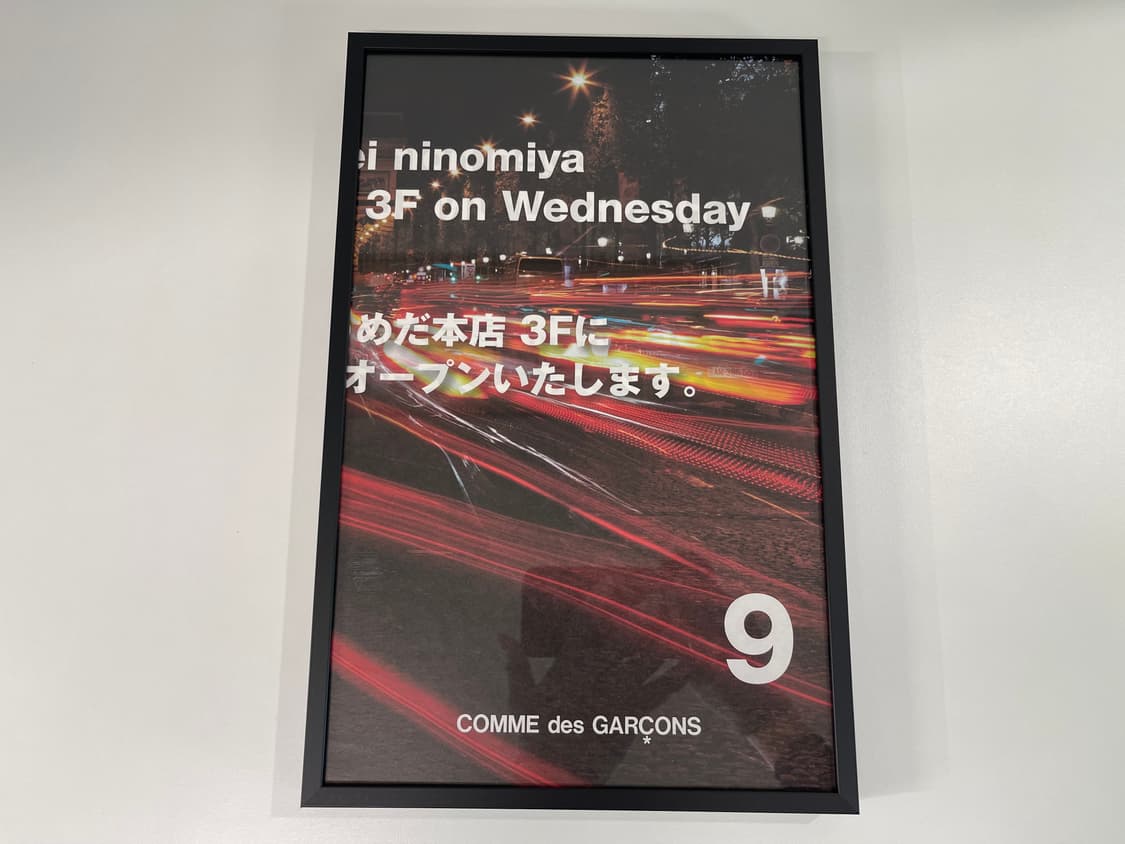 ei ninomiya
3F on Wednesday
めだ本店 3Fに
オープンいたします。
9
COMME des GARÇONS
*